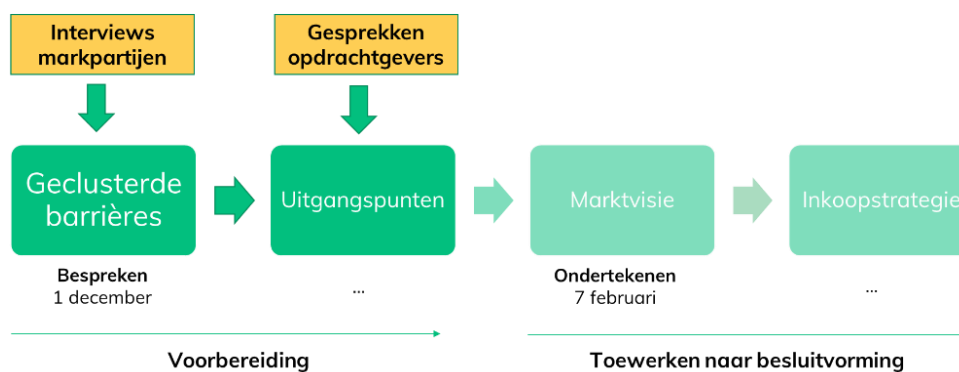 Interviews
markpartijen
Gesprekken
opdrachtgevers
Geclusterde
barrières
Uitgangspunten
Marktvisie
Inkoopstrategie
Bespreken
1 december
...
Ondertekenen
7 februari
...
Voorbereiding
Toewerken naar besluitvorming